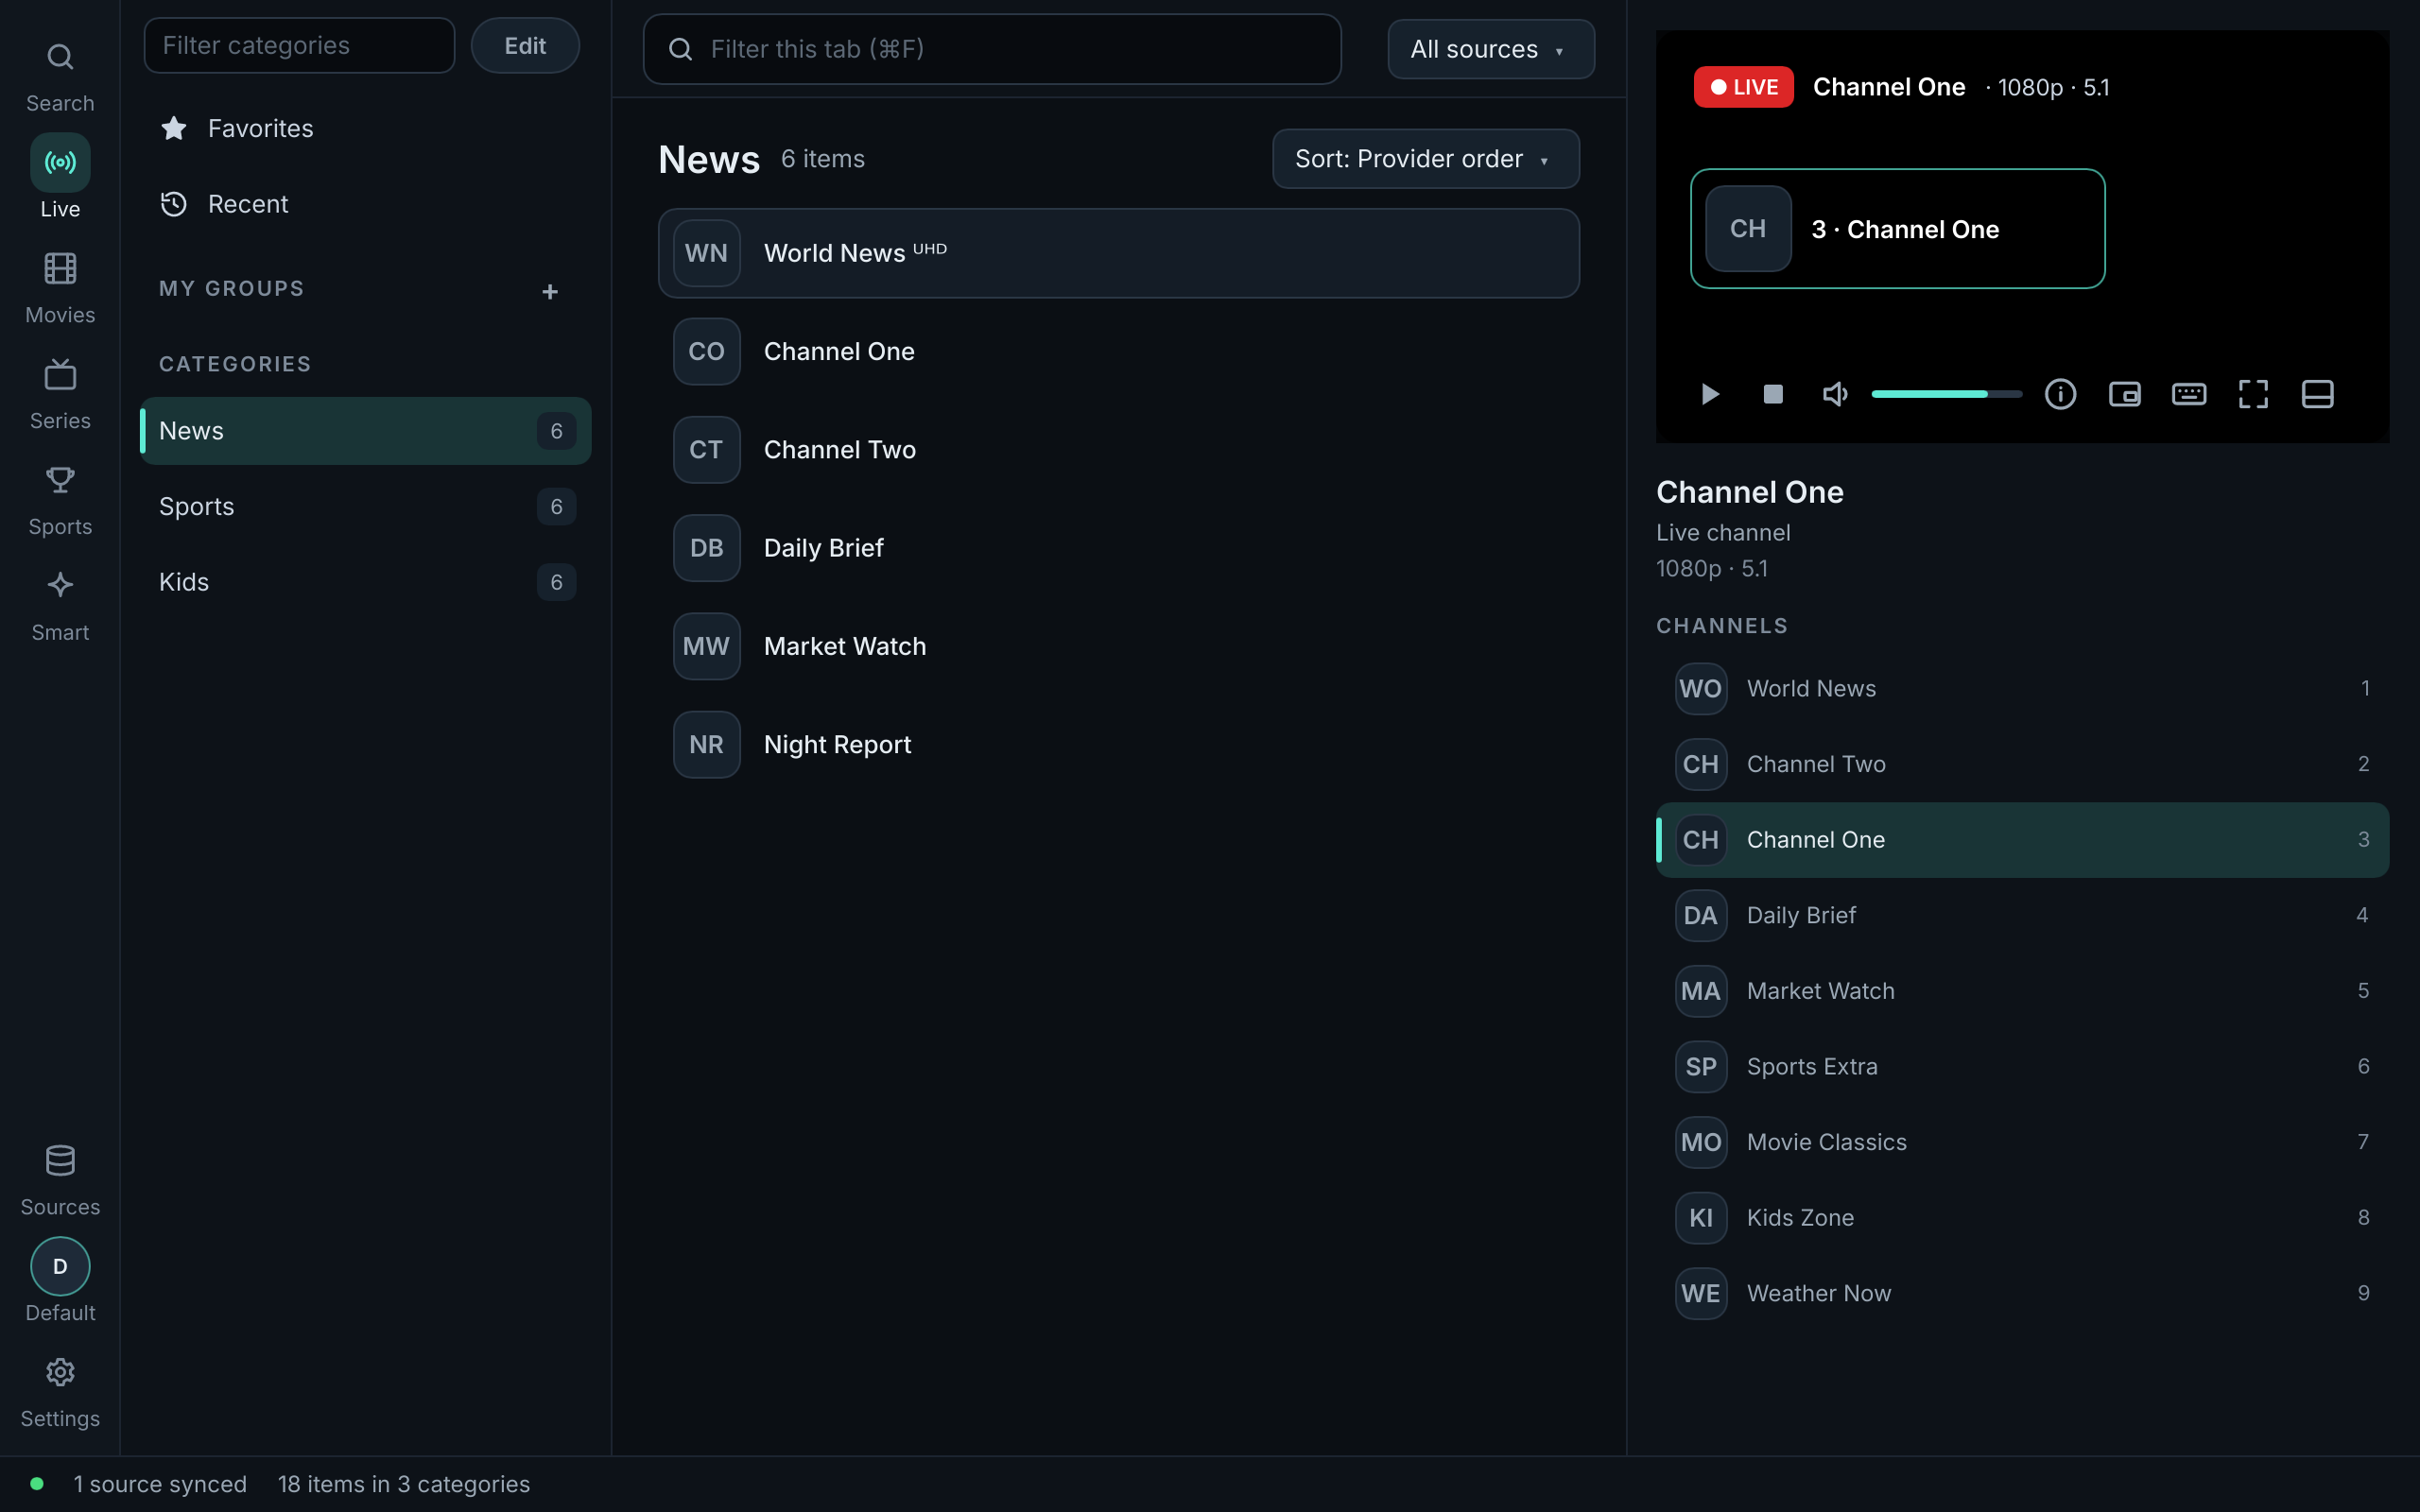 Search
Live
Movies
Series
Sports
Smart
Sources
D
Default
Settings
Filter categories
Edit
Favorites
Recent
MY GROUPS +
CATEGORIES
News 6
Sports 6
Kids 6
Filter this tab (⌘F)
All sources
News 6 items
Sort: Provider order
WN World News ᵁᴴᴰ
CO Channel One
CT Channel Two
DB Daily Brief
MW Market Watch
NR Night Report
LIVE Channel One · 1080p · 5.1
CH 3 · Channel One
Channel One
Live channel
1080p · 5.1
CHANNELS
WO World News 1
CH Channel Two 2
CH Channel One 3
DA Daily Brief 4
MA Market Watch 5
SP Sports Extra 6
MO Movie Classics 7
KI Kids Zone 8
WE Weather Now 9
1 source synced 18 items in 3 categories